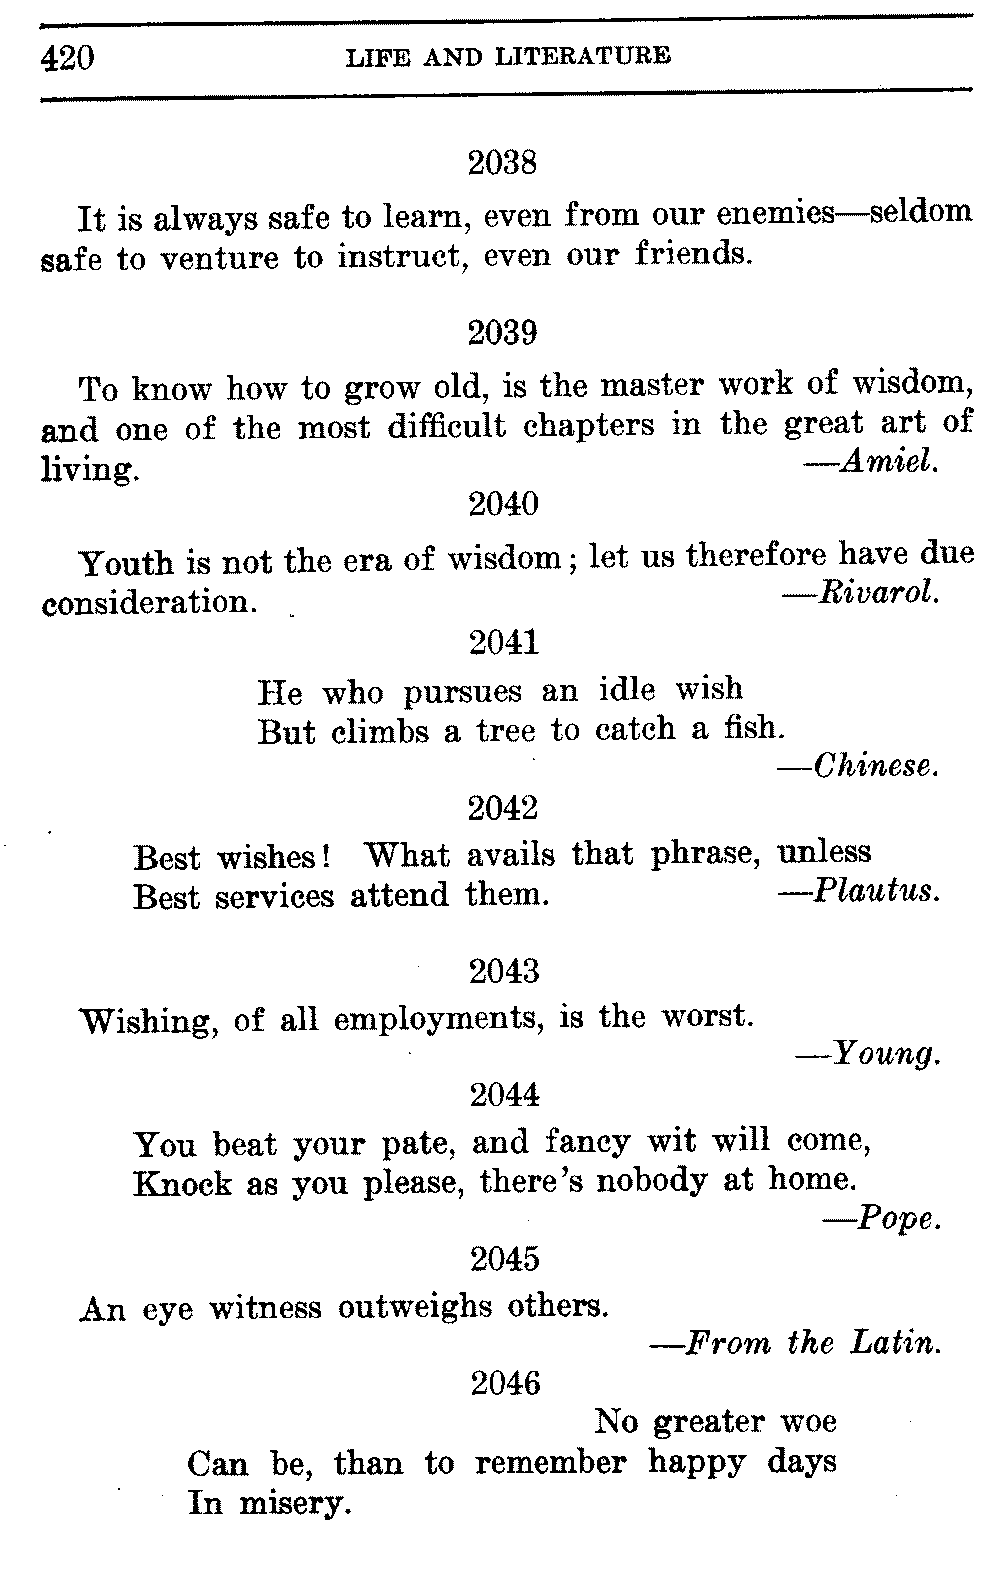 420 LIFE AND LITERATURE
2038
It is always safe to learn, even from our enemies—seldom
safe to venture to instruct, even our friends.
2039
To know how to grow old, is the master work of wisdom,
and one of the most difficult chapters in the great art of
living. —Amiel.
2040
Youth is not the era of wisdom; let us therefore have due
consideration. —Rivarol.
2041
He who pursues an idle wish
But climbs a tree to catch a fish.
—Chinese.
2042
Best wishes! What avails that phrase, unless
Best services attend them. —Plautus.
2043
Wishing, of all employments, is the worst.
—Young.
2044
You beat your pate, and fancy wit will come,
Knock as you please, there's nobody at home.
—Pope.
2045
An eye witness outweighs others.
—From the Latin.
2046
No greater woe
Can be, than to remember happy days
In misery.